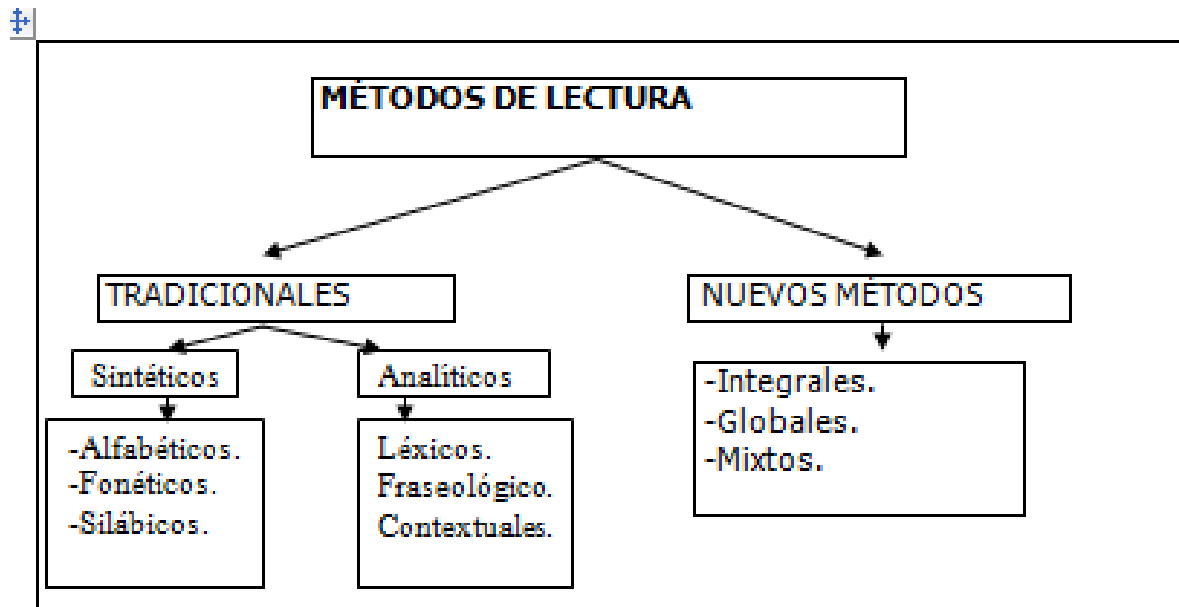 MÉTODOS DE LECTURA
TRADICIONALES
NUEVOS MÉTODOS
Sintéticos
Analíticos
-Alfabéticos.
-Fonéticos.
-Silábicos.
Léxicos.
Fraseológico.
Contextuales.
-Integrales.
-Globales.
-Mixtos.